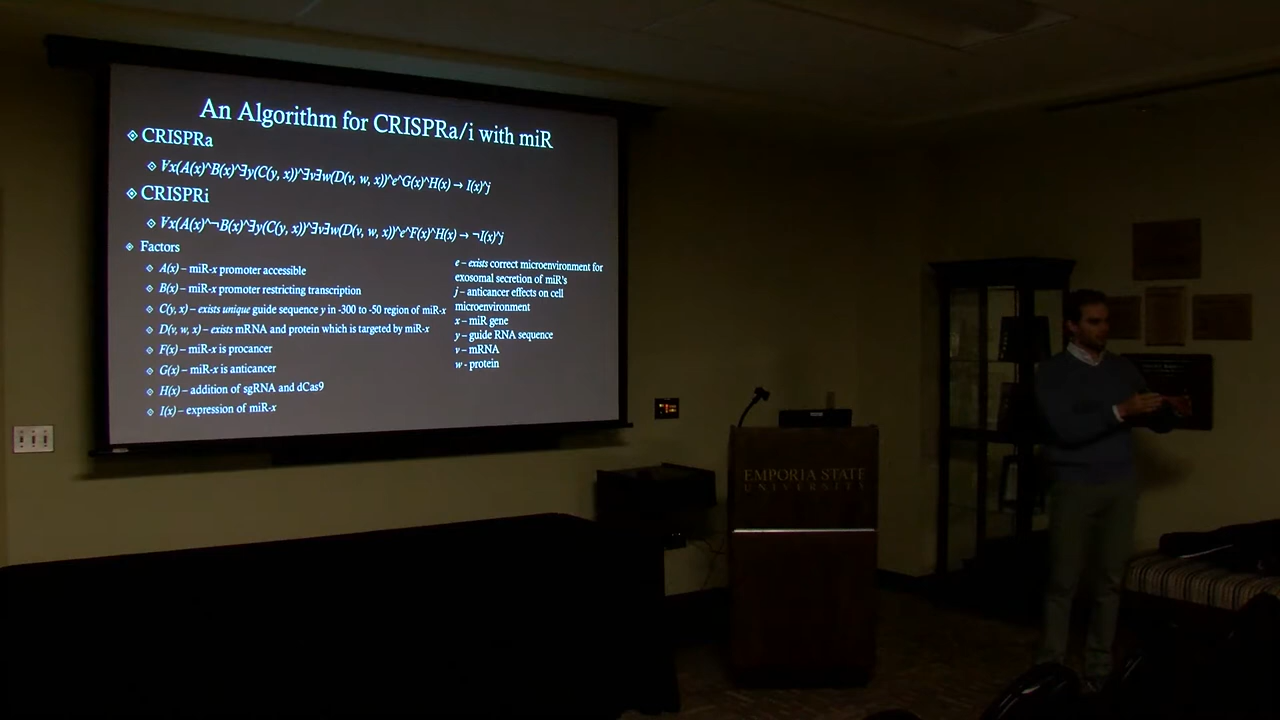 An Algorithm for CRISPRa/i with miR
CRISPRa
∀x(A(x)^B(x)^∃y(C(y, x))^∃v∃w(D(v, w, x))^e^G(x)^H(x) → I(x)^j
CRISPRi
∀x(A(x)^¬B(x)^∃y(C(y, x))^∃v∃w(D(v, w, x))^e^F(x)^H(x) → ¬I(x)^j
Factors
A(x) – miR-x promoter accessible
B(x) – miR-x promoter restricting transcription
C(y, x) – exists unique guide sequence y in -300 to -50 region of miR-x
D(v, w, x) – exists mRNA and protein which is targeted by miR-x
F(x) – miR-x is procancer
G(x) – miR-x is anticancer
H(x) – addition of sgRNA and dCas9
I(x) – expression of miR-x
e – exists correct microenvironment for
exosomal secretion of miR's
j – anticancer effects on cell
microenvironment
x – miR gene
y – guide RNA sequence
v – mRNA
w - protein
EMPORIA STATE
UNIVERSITY